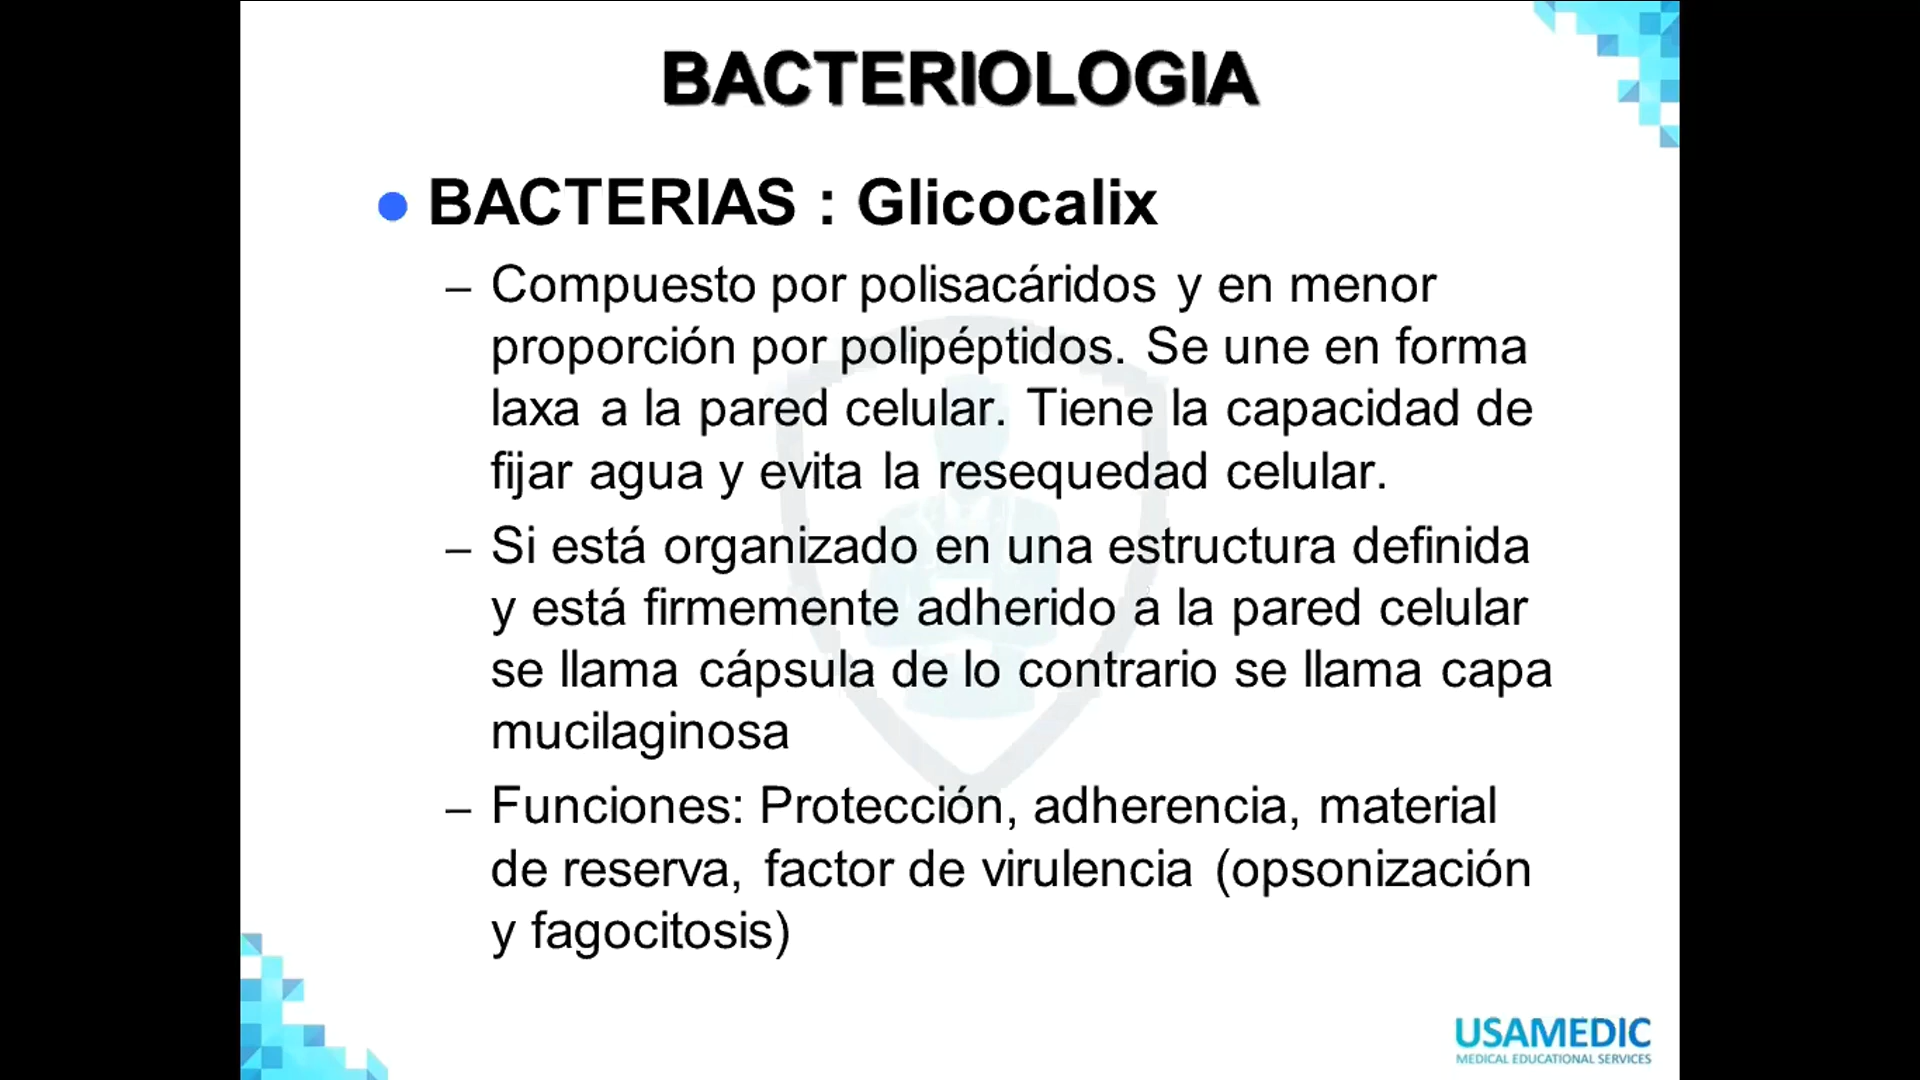 BACTERIOLOGIA
BACTERIAS : Glicocalix
– Compuesto por polisacáridos y en menor
proporción por polipéptidos. Se une en forma
laxa a la pared celular. Tiene la capacidad de
fijar agua y evita la resequedad celular.
– Si está organizado en una estructura definida
y está firmemente adherido a la pared celular
se llama cápsula de lo contrario se llama capa
mucilaginosa
– Funciones: Protección, adherencia, material
de reserva, factor de virulencia (opsonización
y fagocitosis)
USAMEDIC
MEDICAL EDUCATIONAL SERVICES